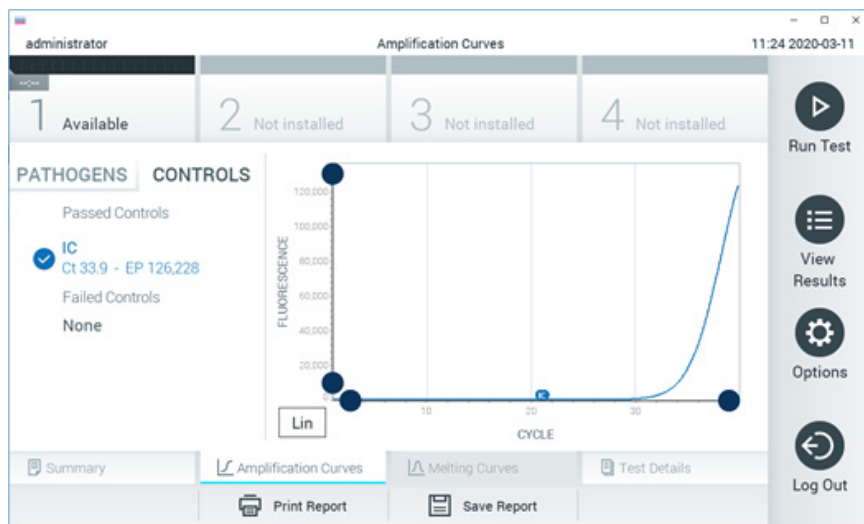 administrator
Amplification Curves
11:24 2020-03-11
--:--
1 Available
2 Not installed
3 Not installed
4 Not installed
Run Test
PATHOGENS
CONTROLS
Passed Controls
IC
Ct 33.9 - EP 126,228
Failed Controls
None
FLUORESCENCE
120,000
100,000
80,000
60,000
40,000
20,000
0
10
20
30
CYCLE
Lin
View
Results
Options
Log Out
Summary
Amplification Curves
Melting Curves
Test Details
Print Report
Save Report